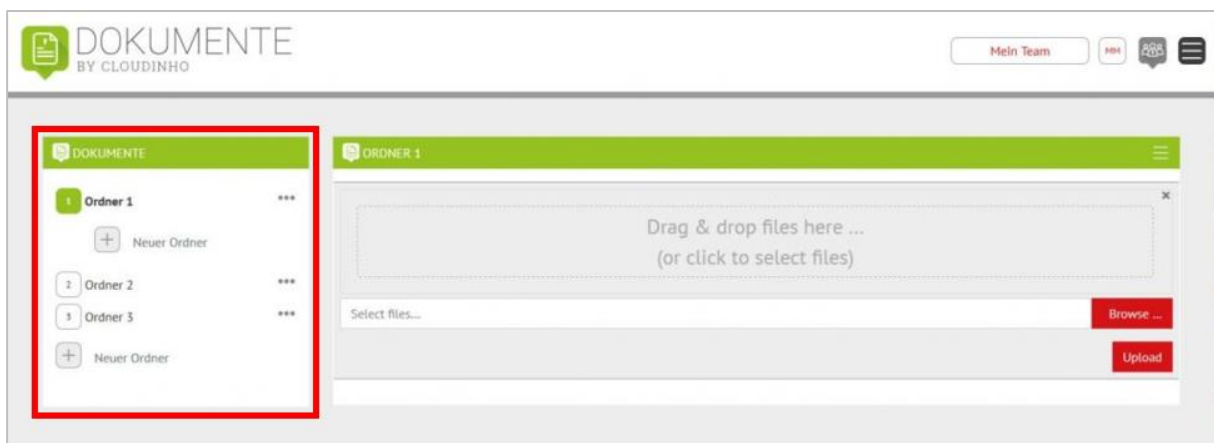 DOKUMENTE
BY CLOUDINHO
Mein Team
MM
DOKUMENTE
1 Ordner 1 •••
+ Neuer Ordner
2 Ordner 2 •••
3 Ordner 3 •••
+ Neuer Ordner
ORDNER 1
×
Drag & drop files here ...
(or click to select files)
Select files...
Browse ...
Upload